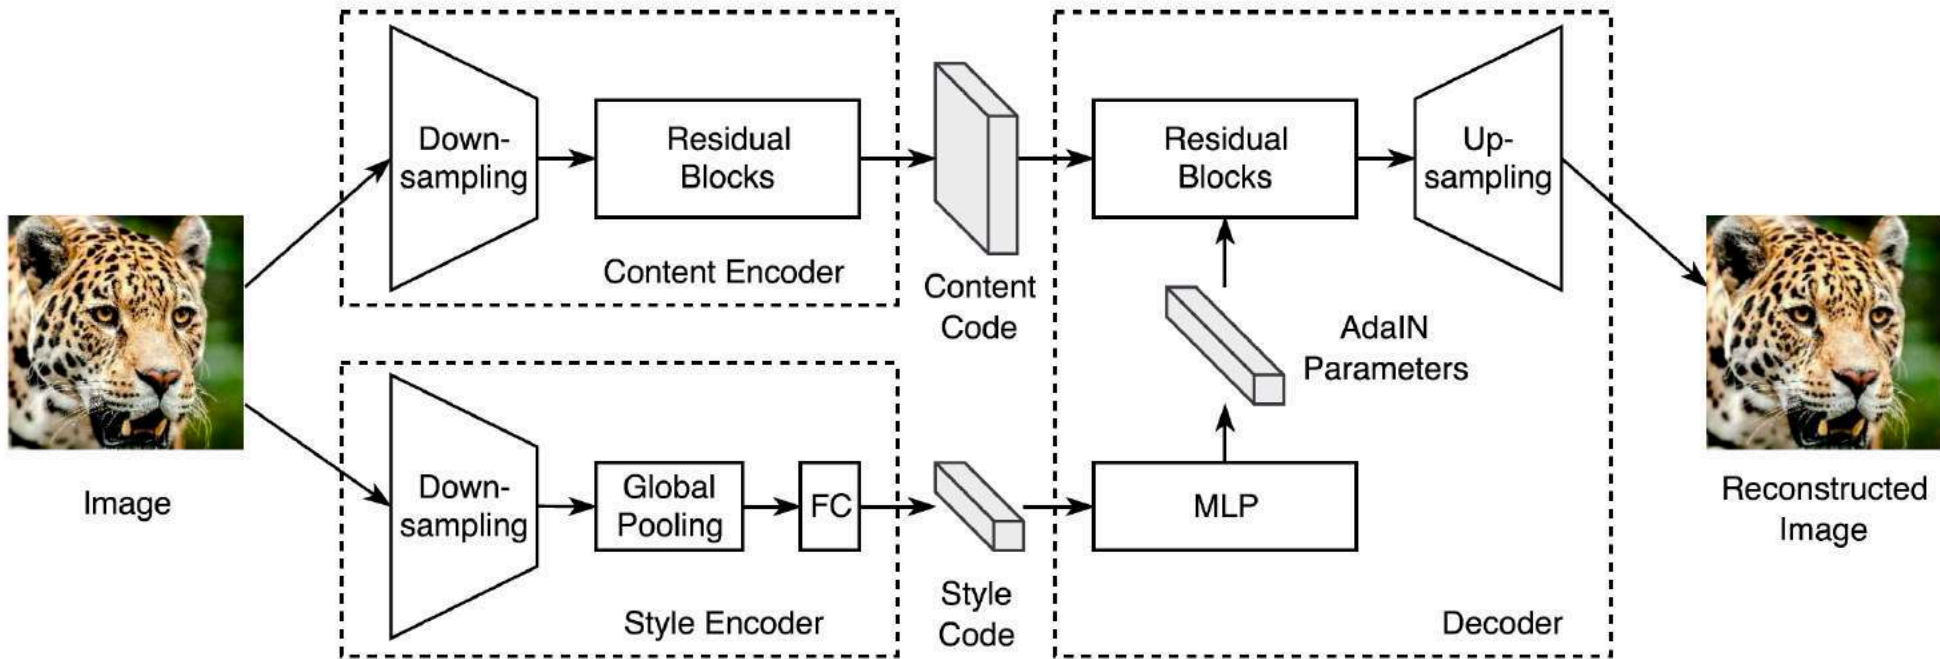 Down-
sampling
Residual
Blocks
Content Encoder
Content
Code
Residual
Blocks
Up-
sampling
AdaIN
Parameters
Image
Down-
sampling
Global
Pooling
FC
Style Encoder
Style
Code
MLP
Decoder
Reconstructed
Image